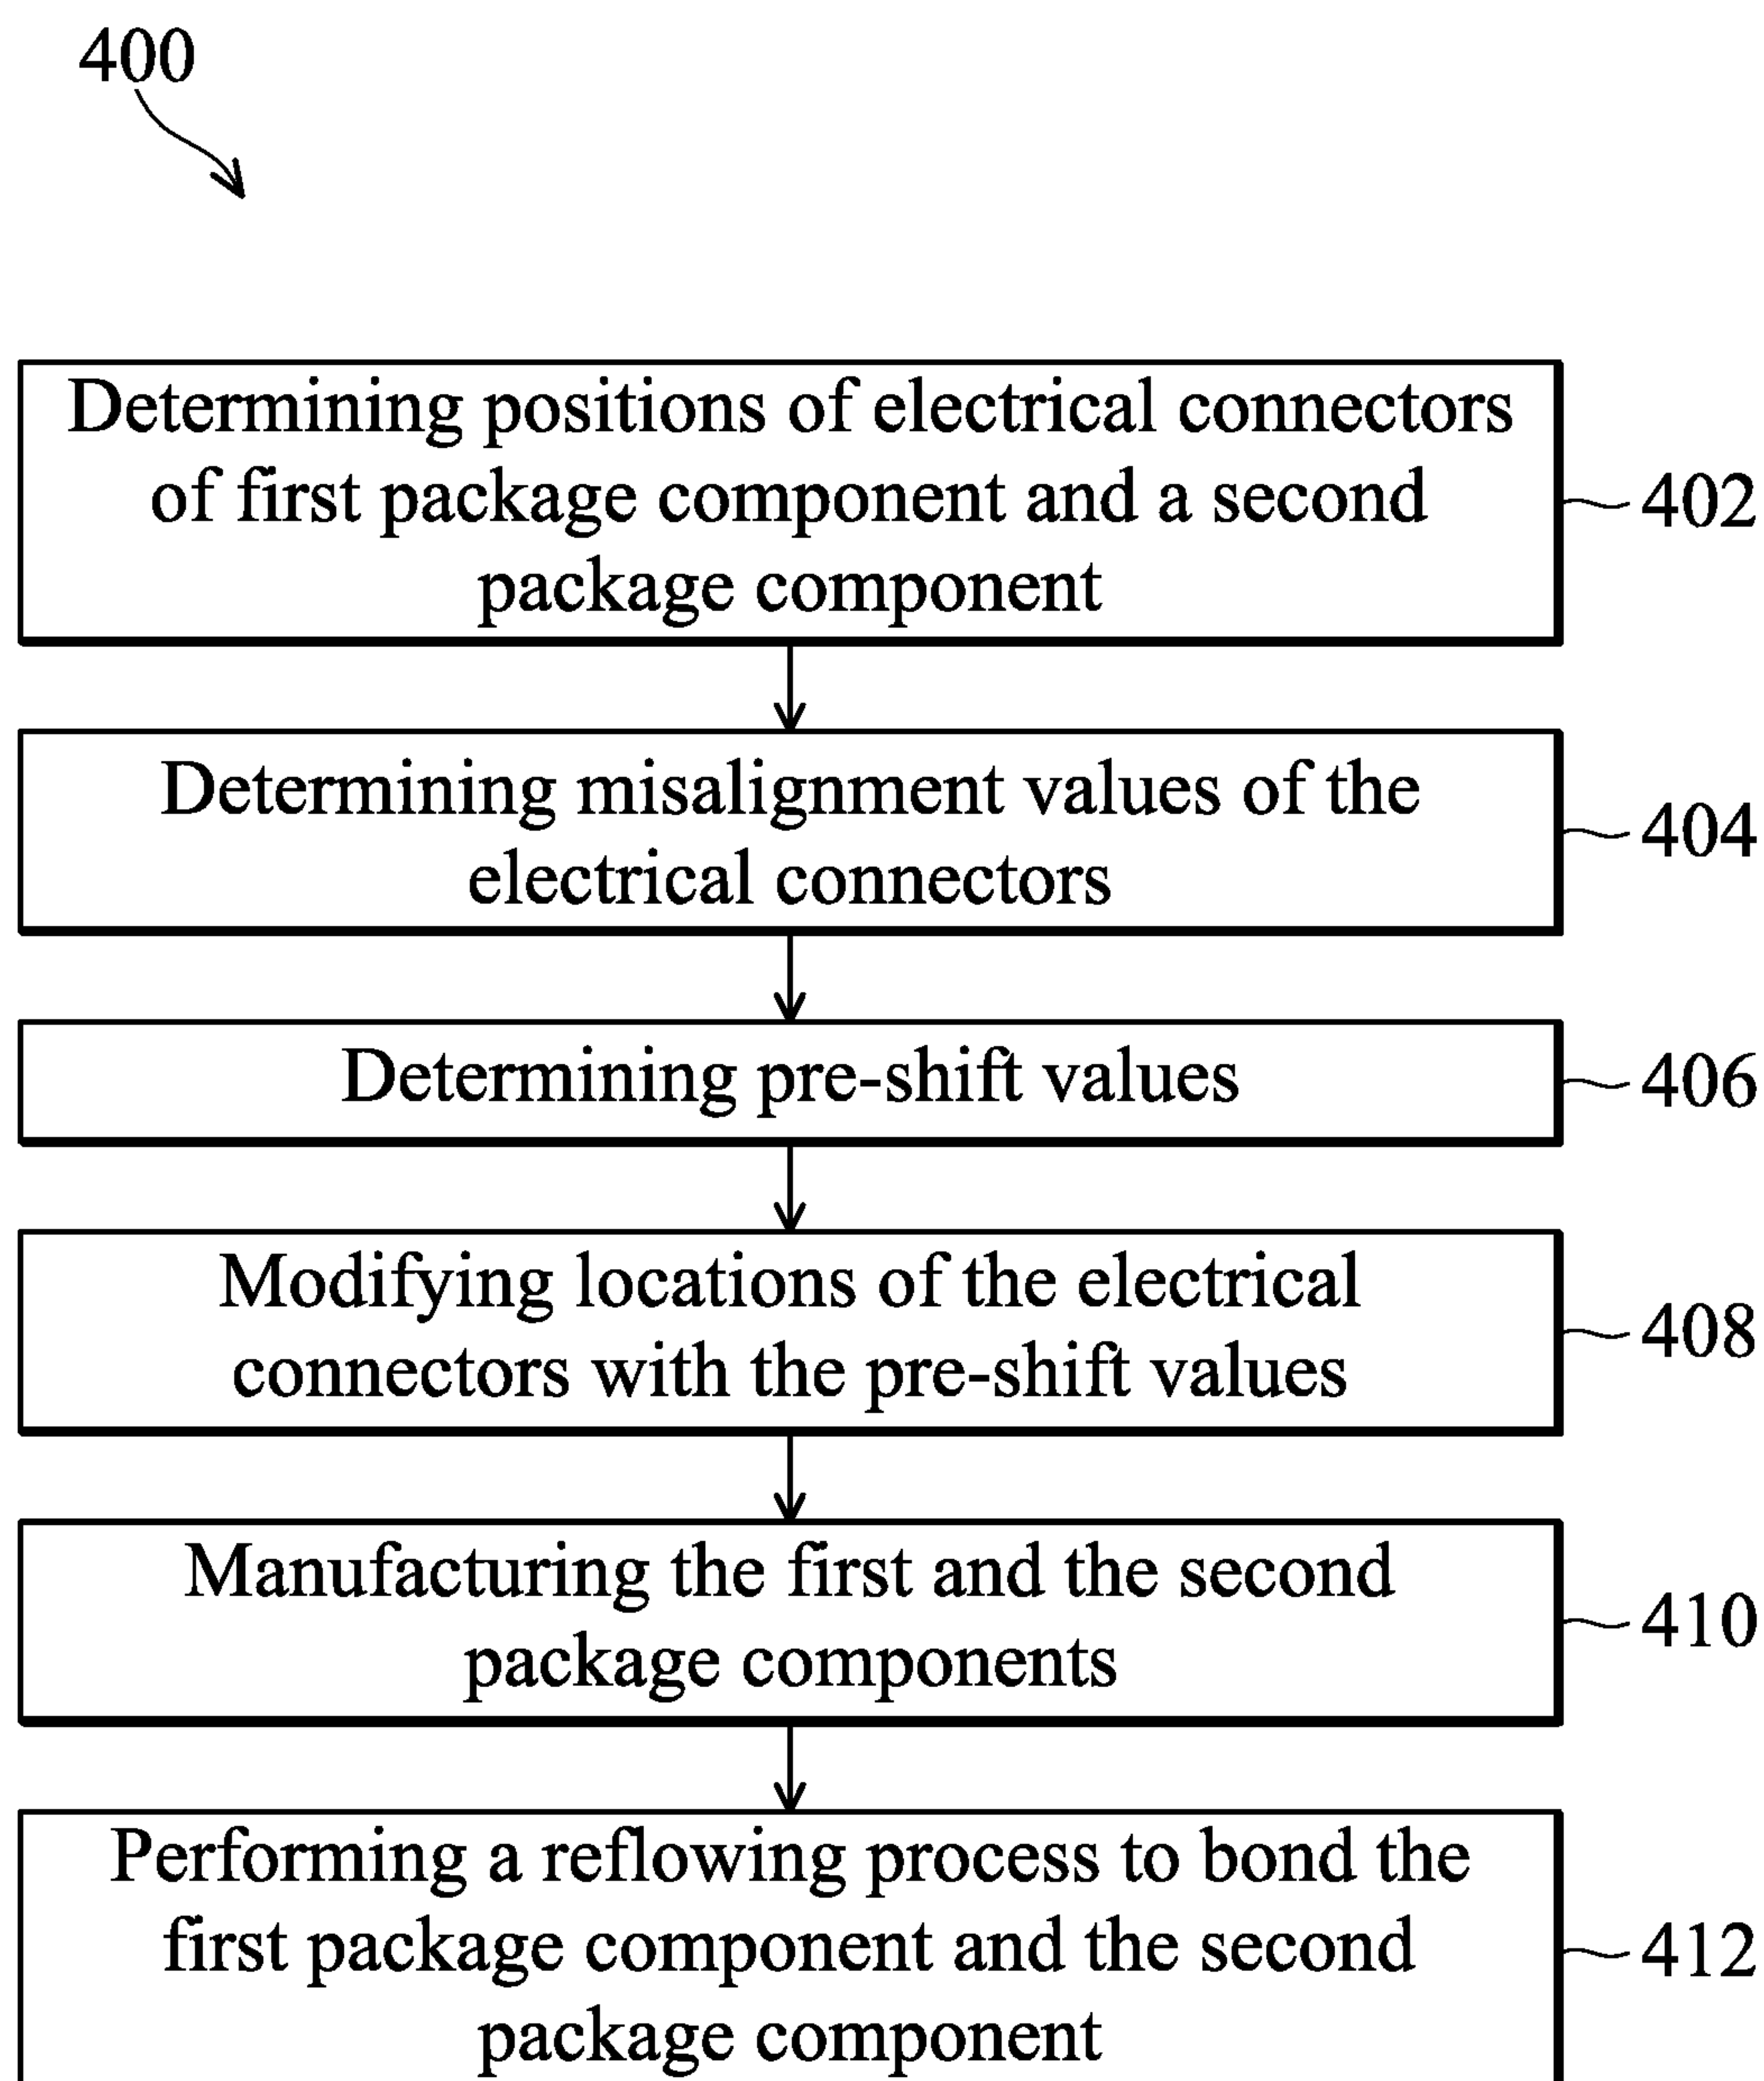 400
Determining positions of electrical connectors
of first package component and a second
package component
402
Determining misalignment values of the
electrical connectors
404
Determining pre-shift values
406
Modifying locations of the electrical
connectors with the pre-shift values
408
Manufacturing the first and the second
package components
410
Performing a reflowing process to bond the
first package component and the second
package component
412